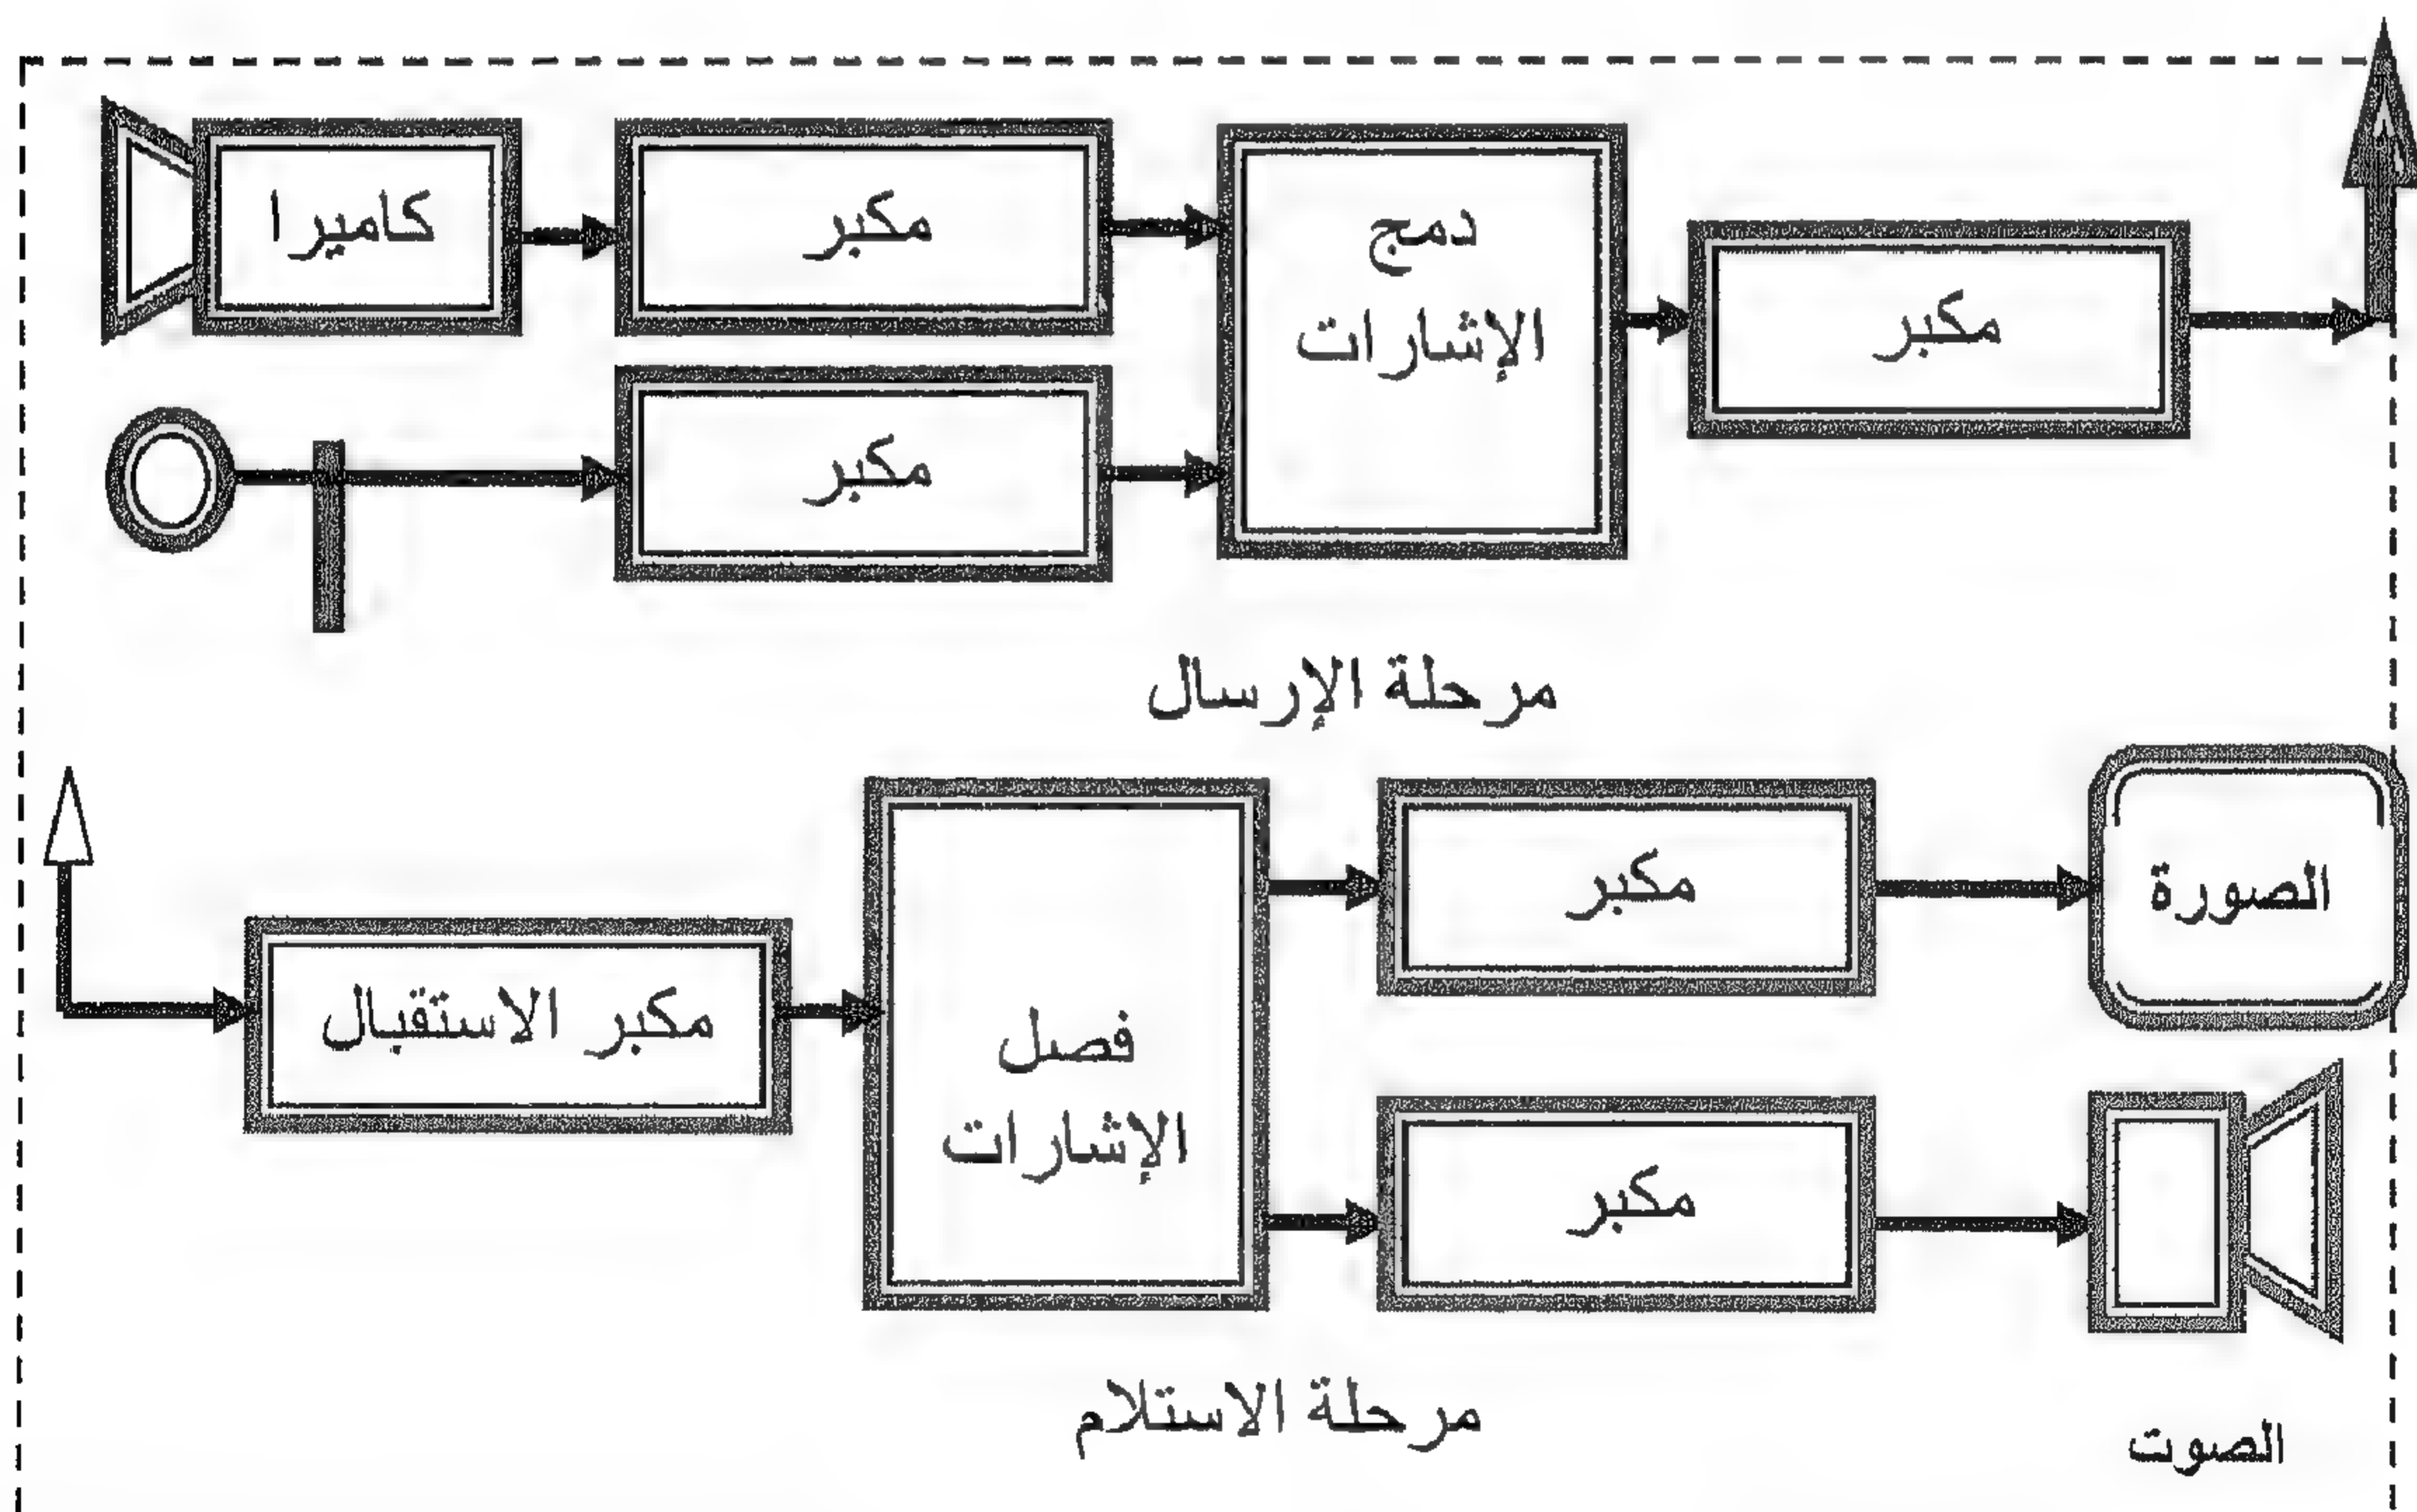 كاميرا
مكبر
دمج
الإشارات
مكبر
مكبر
مرحلة الإرسال
مكبر الاستقبال
فصل
الإشارات
مكبر
الصورة
مكبر
مرحلة الاستلام
الصوت